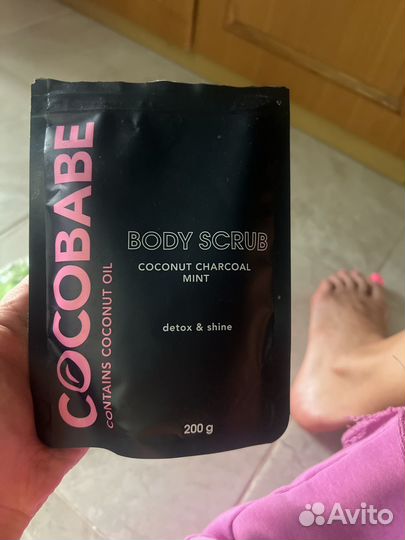 COCOBABE
CONTAINS COCONUT OIL
BODY SCRUB
COCONUT CHARCOAL
MINT
detox & shine
200 g
Avito